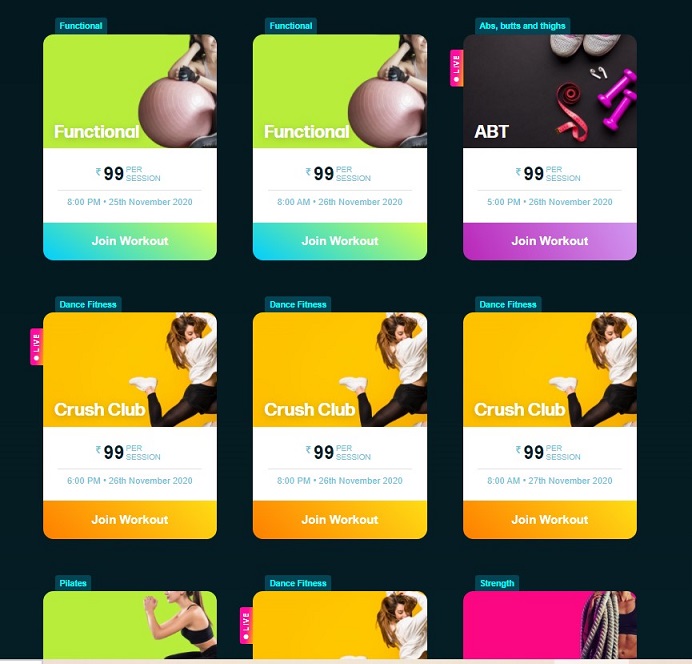 Functional
Functional
Functional
Functional
Abs, butts and thighs
LIVE
ABT
₹ 99 PER
SESSION
8:00 PM • 25th November 2020
Join Workout
₹ 99 PER
SESSION
8:00 AM • 26th November 2020
Join Workout
₹ 99 PER
SESSION
5:00 PM • 26th November 2020
Join Workout
Dance Fitness
LIVE
Crush Club
₹ 99 PER
SESSION
6:00 PM • 26th November 2020
Join Workout
Dance Fitness
Crush Club
₹ 99 PER
SESSION
8:00 PM • 26th November 2020
Join Workout
Dance Fitness
Crush Club
₹ 99 PER
SESSION
8:00 AM • 27th November 2020
Join Workout
Pilates
Dance Fitness
LIVE
Strength